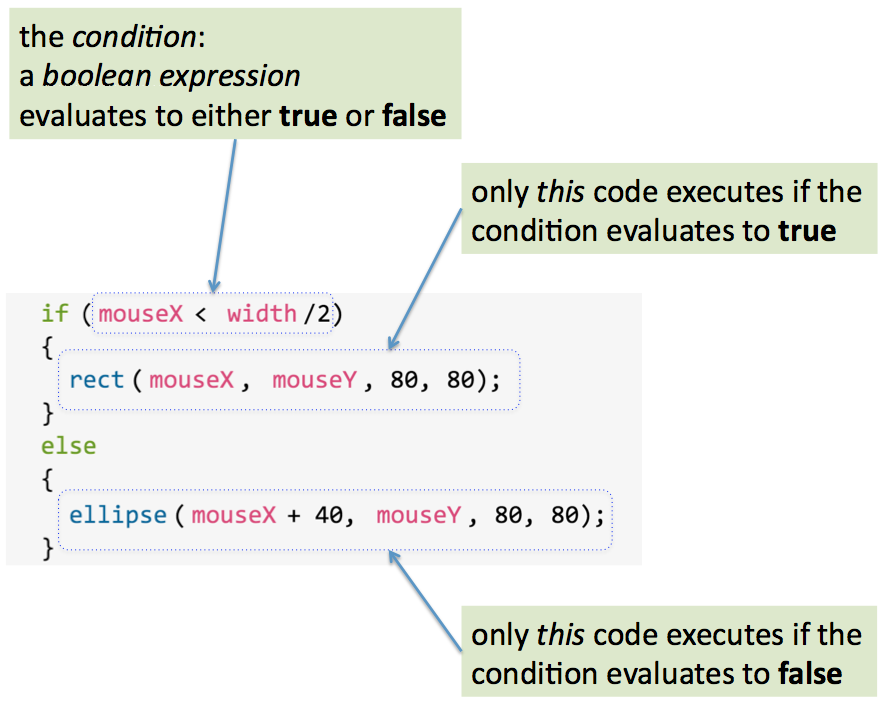 the condition:
a boolean expression
evaluates to either true or false
only this code executes if the
condition evaluates to true
if (mouseX < width/2)
{
rect(mouseX, mouseY, 80, 80);
}
else
{
ellipse(mouseX + 40, mouseY, 80, 80);
}
only this code executes if the
condition evaluates to false